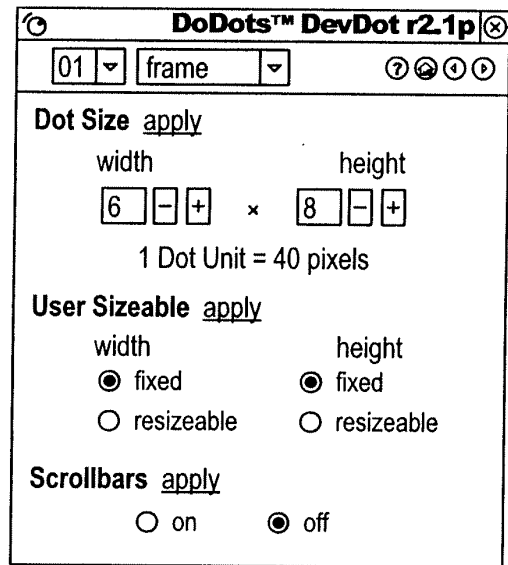 DoDots™ DevDot r2.1p
01 frame ?
Dot Size apply
width height
6 − + × 8 − +
1 Dot Unit = 40 pixels
User Sizeable apply
width height
fixed fixed
resizeable resizeable
Scrollbars apply
on off